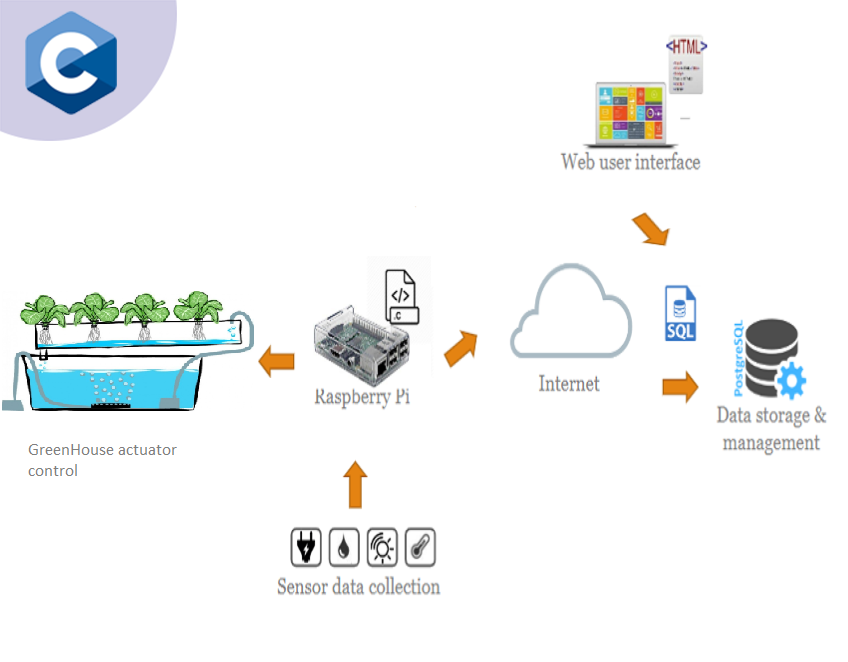 C
<HTML>
Web user interface
</>
.C
SQL
PostgreSQL
Raspberry Pi
Internet
Data storage &
management
GreenHouse actuator
control
Sensor data collection